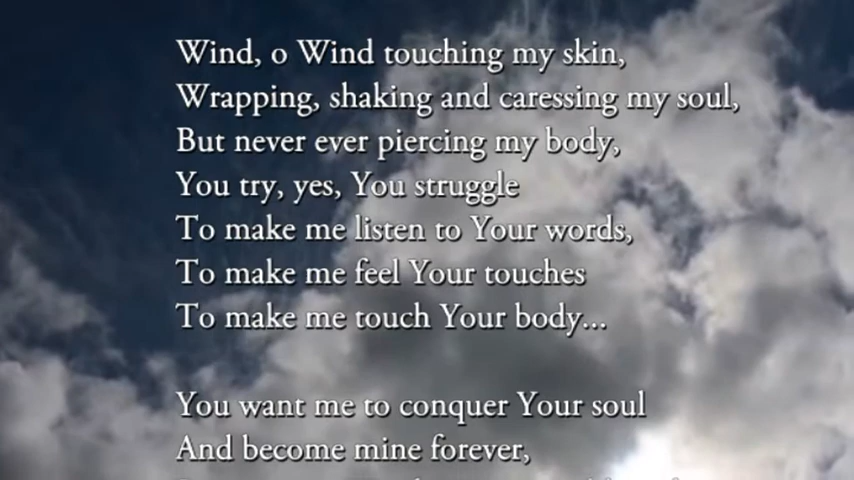 Wind, o Wind touching my skin,
Wrapping, shaking and caressing my soul,
But never ever piercing my body,
You try, yes, You struggle
To make me listen to Your words,
To make me feel Your touches
To make me touch Your body...
You want me to conquer Your soul
And become mine forever,